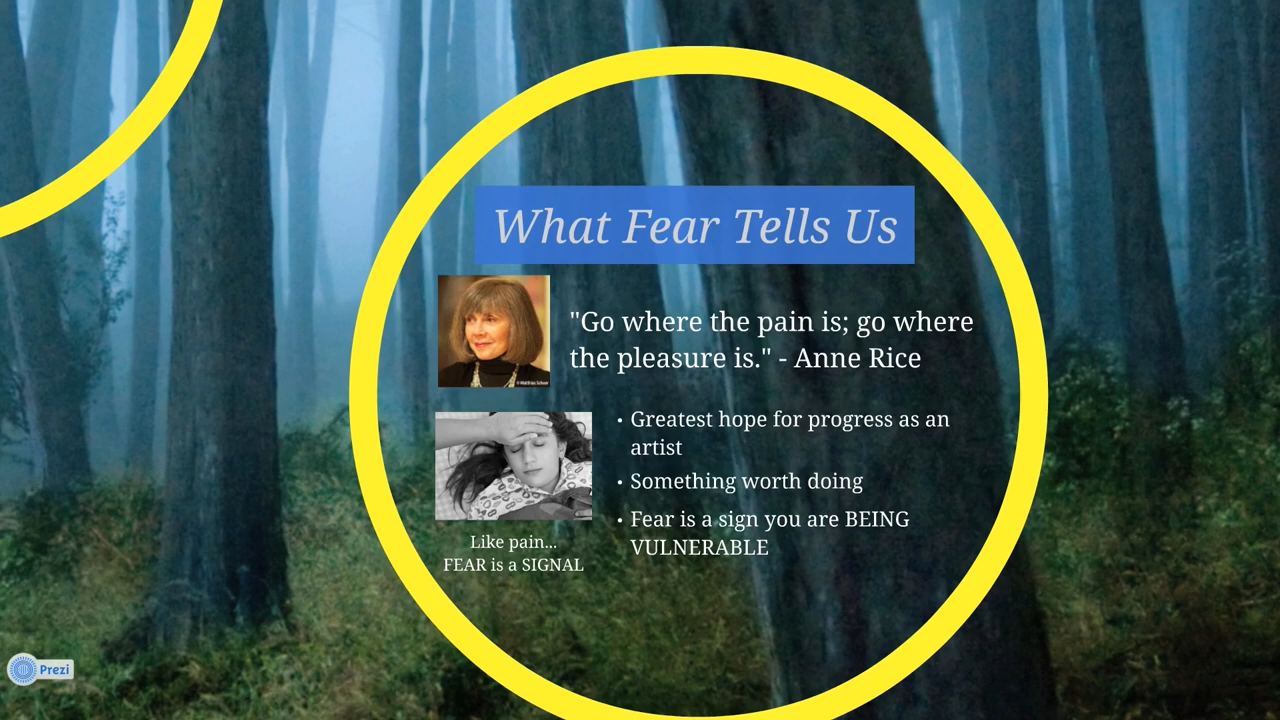 What Fear Tells Us
"Go where the pain is; go where
the pleasure is." - Anne Rice
• Greatest hope for progress as an
artist
• Something worth doing
• Fear is a sign you are BEING
VULNERABLE
Like pain...
FEAR is a SIGNAL
Prezi